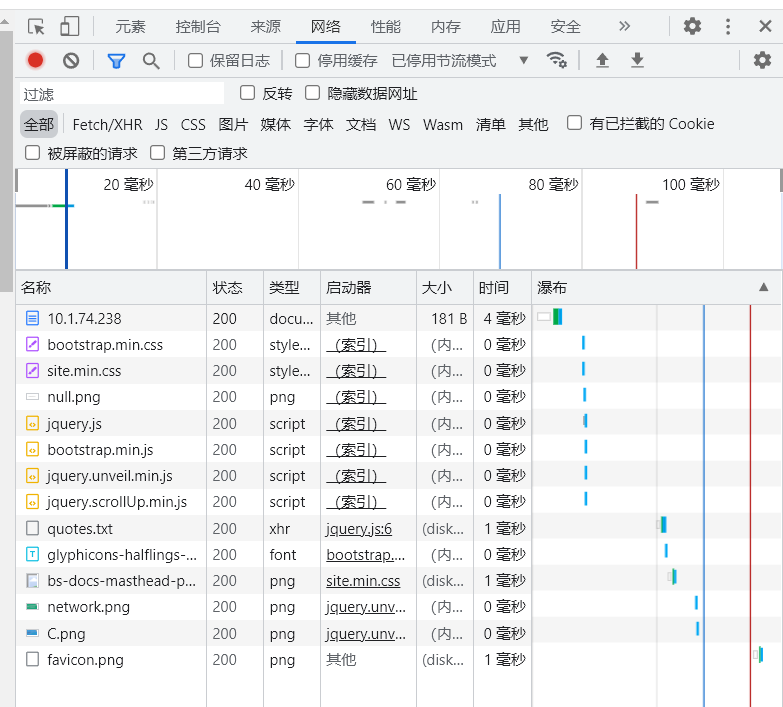 元素 控制台 来源 网络 性能 内存 应用 安全 »
保留日志 停用缓存 已停用节流模式
过滤 反转 隐藏数据网址
全部 Fetch/XHR JS CSS 图片 媒体 字体 文档 WS Wasm 清单 其他 有已拦截的 Cookie
被屏蔽的请求 第三方请求
20 毫秒 40 毫秒 60 毫秒 80 毫秒 100 毫秒
名称 状态 类型 启动器 大小 时间 瀑布
10.1.74.238 200 docu... 其他 181 B 4 毫秒
bootstrap.min.css 200 style... （索引） (内... 0 毫秒
site.min.css 200 style... （索引） (内... 0 毫秒
null.png 200 png （索引） (内... 0 毫秒
jquery.js 200 script （索引） (内... 0 毫秒
bootstrap.min.js 200 script （索引） (内... 0 毫秒
jquery.unveil.min.js 200 script （索引） (内... 0 毫秒
jquery.scrollUp.min.js 200 script （索引） (内... 0 毫秒
quotes.txt 200 xhr jquery.js:6 (disk... 1 毫秒
glyphicons-halflings-... 200 font bootstrap.... (内... 0 毫秒
bs-docs-masthead-p... 200 png site.min.css (disk... 1 毫秒
network.png 200 png jquery.unv... (内... 0 毫秒
C.png 200 png jquery.unv... (内... 0 毫秒
favicon.png 200 png 其他 (disk... 1 毫秒